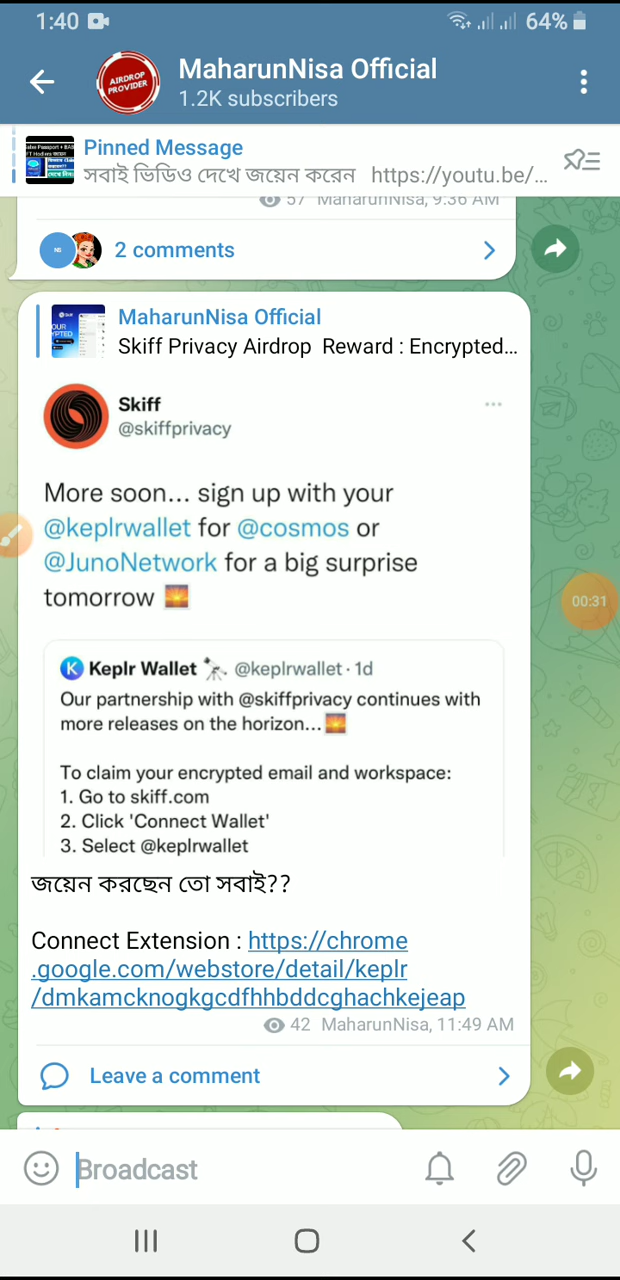 1:40
64%
AIRDROP
PROVIDER
MaharunNisa Official
1.2K subscribers
Pinned Message
সবাই ভিডিও দেখে জয়েন করেন https://youtu.be/...
57 MaharunNisa, 9:36 AM
NS
2 comments
MaharunNisa Official
Skiff Privacy Airdrop Reward : Encrypted...
Skiff
@skiffprivacy
More soon... sign up with your
@keplrwallet for @cosmos or
@JunoNetwork for a big surprise
tomorrow
00:31
K Keplr Wallet @keplrwallet · 1d
Our partnership with @skiffprivacy continues with
more releases on the horizon...
To claim your encrypted email and workspace:
1. Go to skiff.com
2. Click 'Connect Wallet'
3. Select @keplrwallet
জয়েন করছেন তো সবাই??
Connect Extension : https://chrome
.google.com/webstore/detail/keplr
/dmkamcknogkgcdfhhbddcghachkejeap
42 MaharunNisa, 11:49 AM
Leave a comment
Broadcast